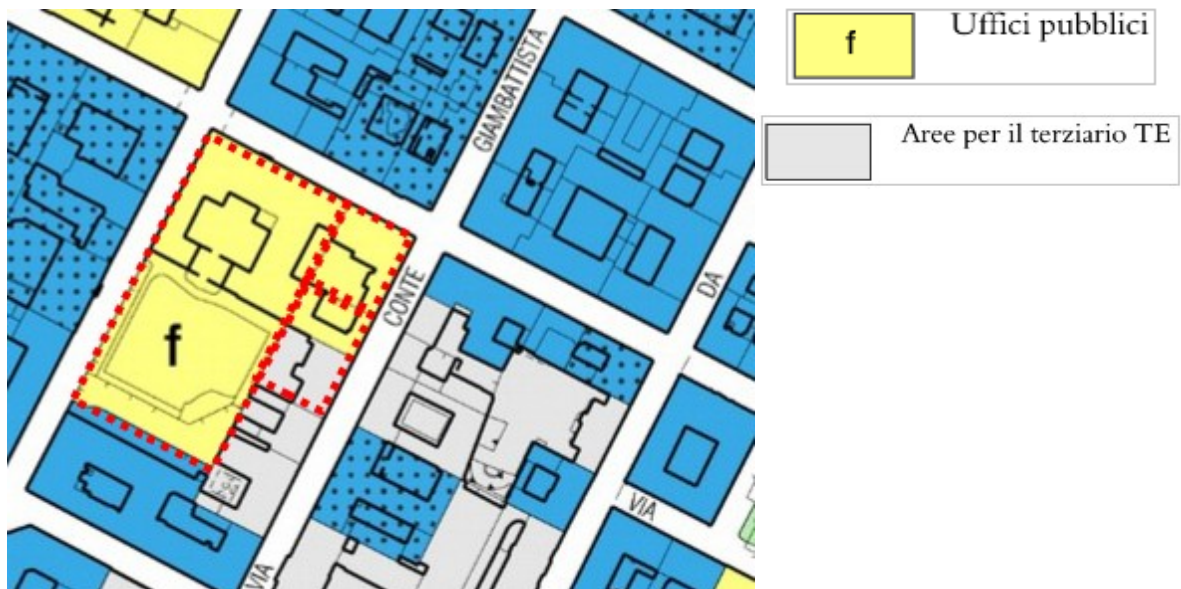 GIAMBATTISTA
CONTE
DA
f
VIA
VIA
f
Uffici pubblici
Aree per il terziario TE